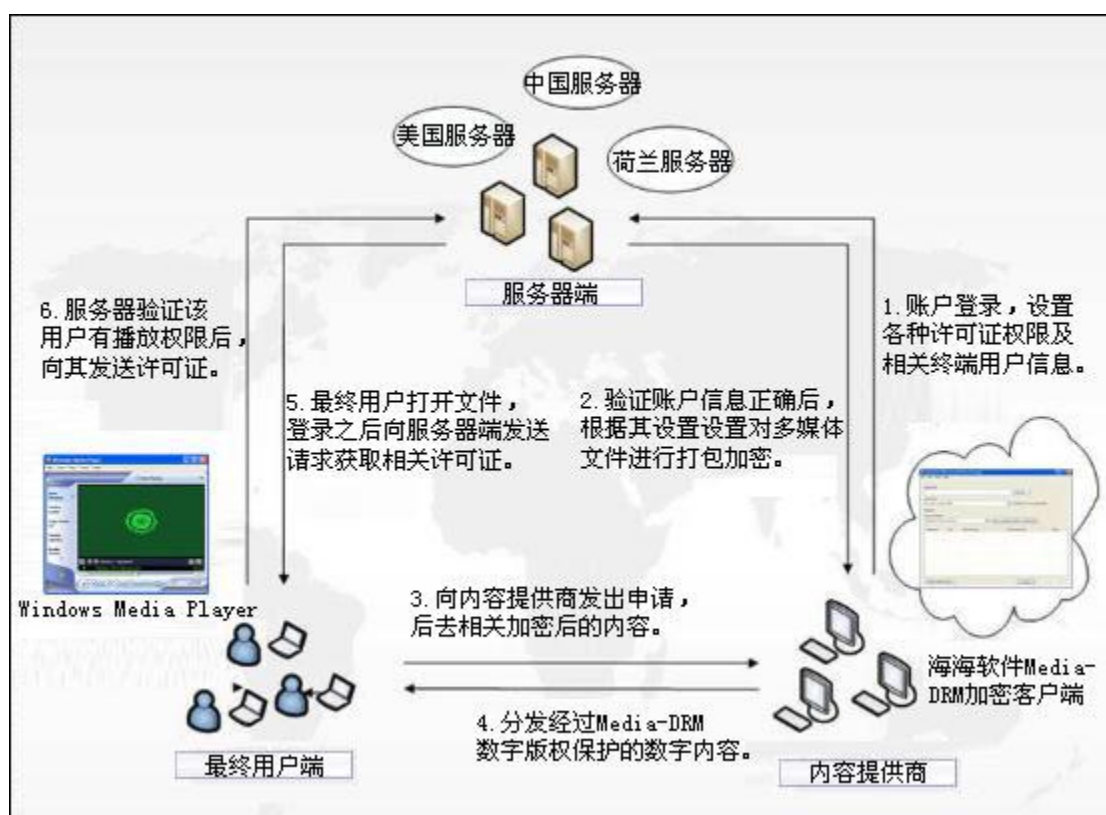 中国服务器
美国服务器
荷兰服务器
服务器端
6.服务器验证该
用户有播放权限后，
向其发送许可证。
1.账户登录，设置
各种许可证权限及
相关终端用户信息。
5.最终用户打开文件，
登录之后向服务器端发送
请求获取相关许可证。
2.验证账户信息正确后，
根据其设置设置对多媒体
文件进行打包加密。
Windows Media Player
3.向内容提供商发出申请，
后去相关加密后的内容。
海海软件Media-
DRM加密客户端
4.分发经过Media-DRM
数字版权保护的数字内容。
最终用户端
内容提供商